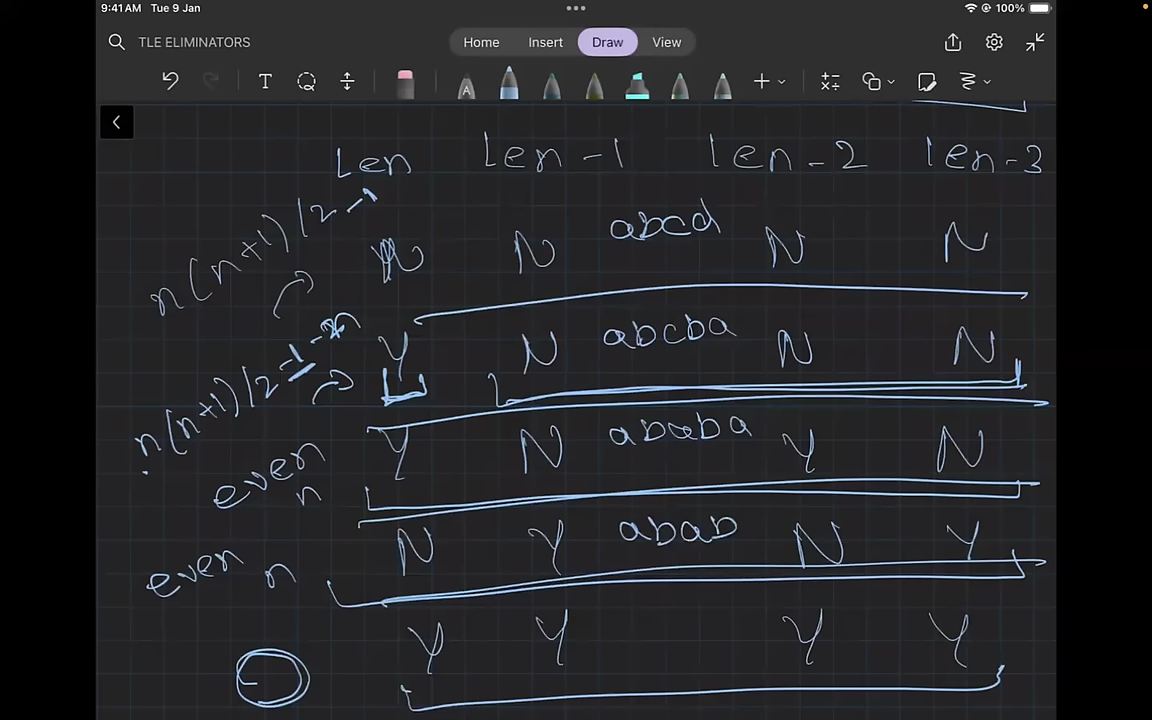 9:41 AM Tue 9 Jan 100%
TLE ELIMINATORS Home Insert Draw View
T A
Len Len -1 Len -2 Len -3
n(n+1)/2 -1 N N abcd N N
n(n+1)/2 -1 -n Y N abcba N N
even n Y N ababa Y N
even n N Y abab N Y
Y Y Y Y